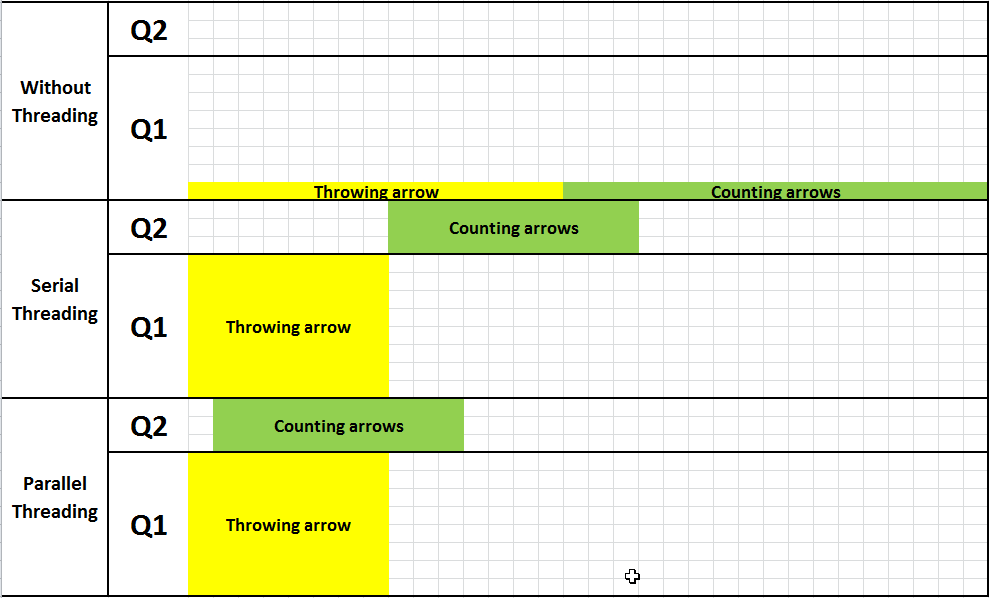 Q2
Without
Threading
Q1
Throwing arrow
Counting arrows
Q2
Counting arrows
Serial
Threading
Q1
Throwing arrow
Q2
Counting arrows
Parallel
Threading
Q1
Throwing arrow